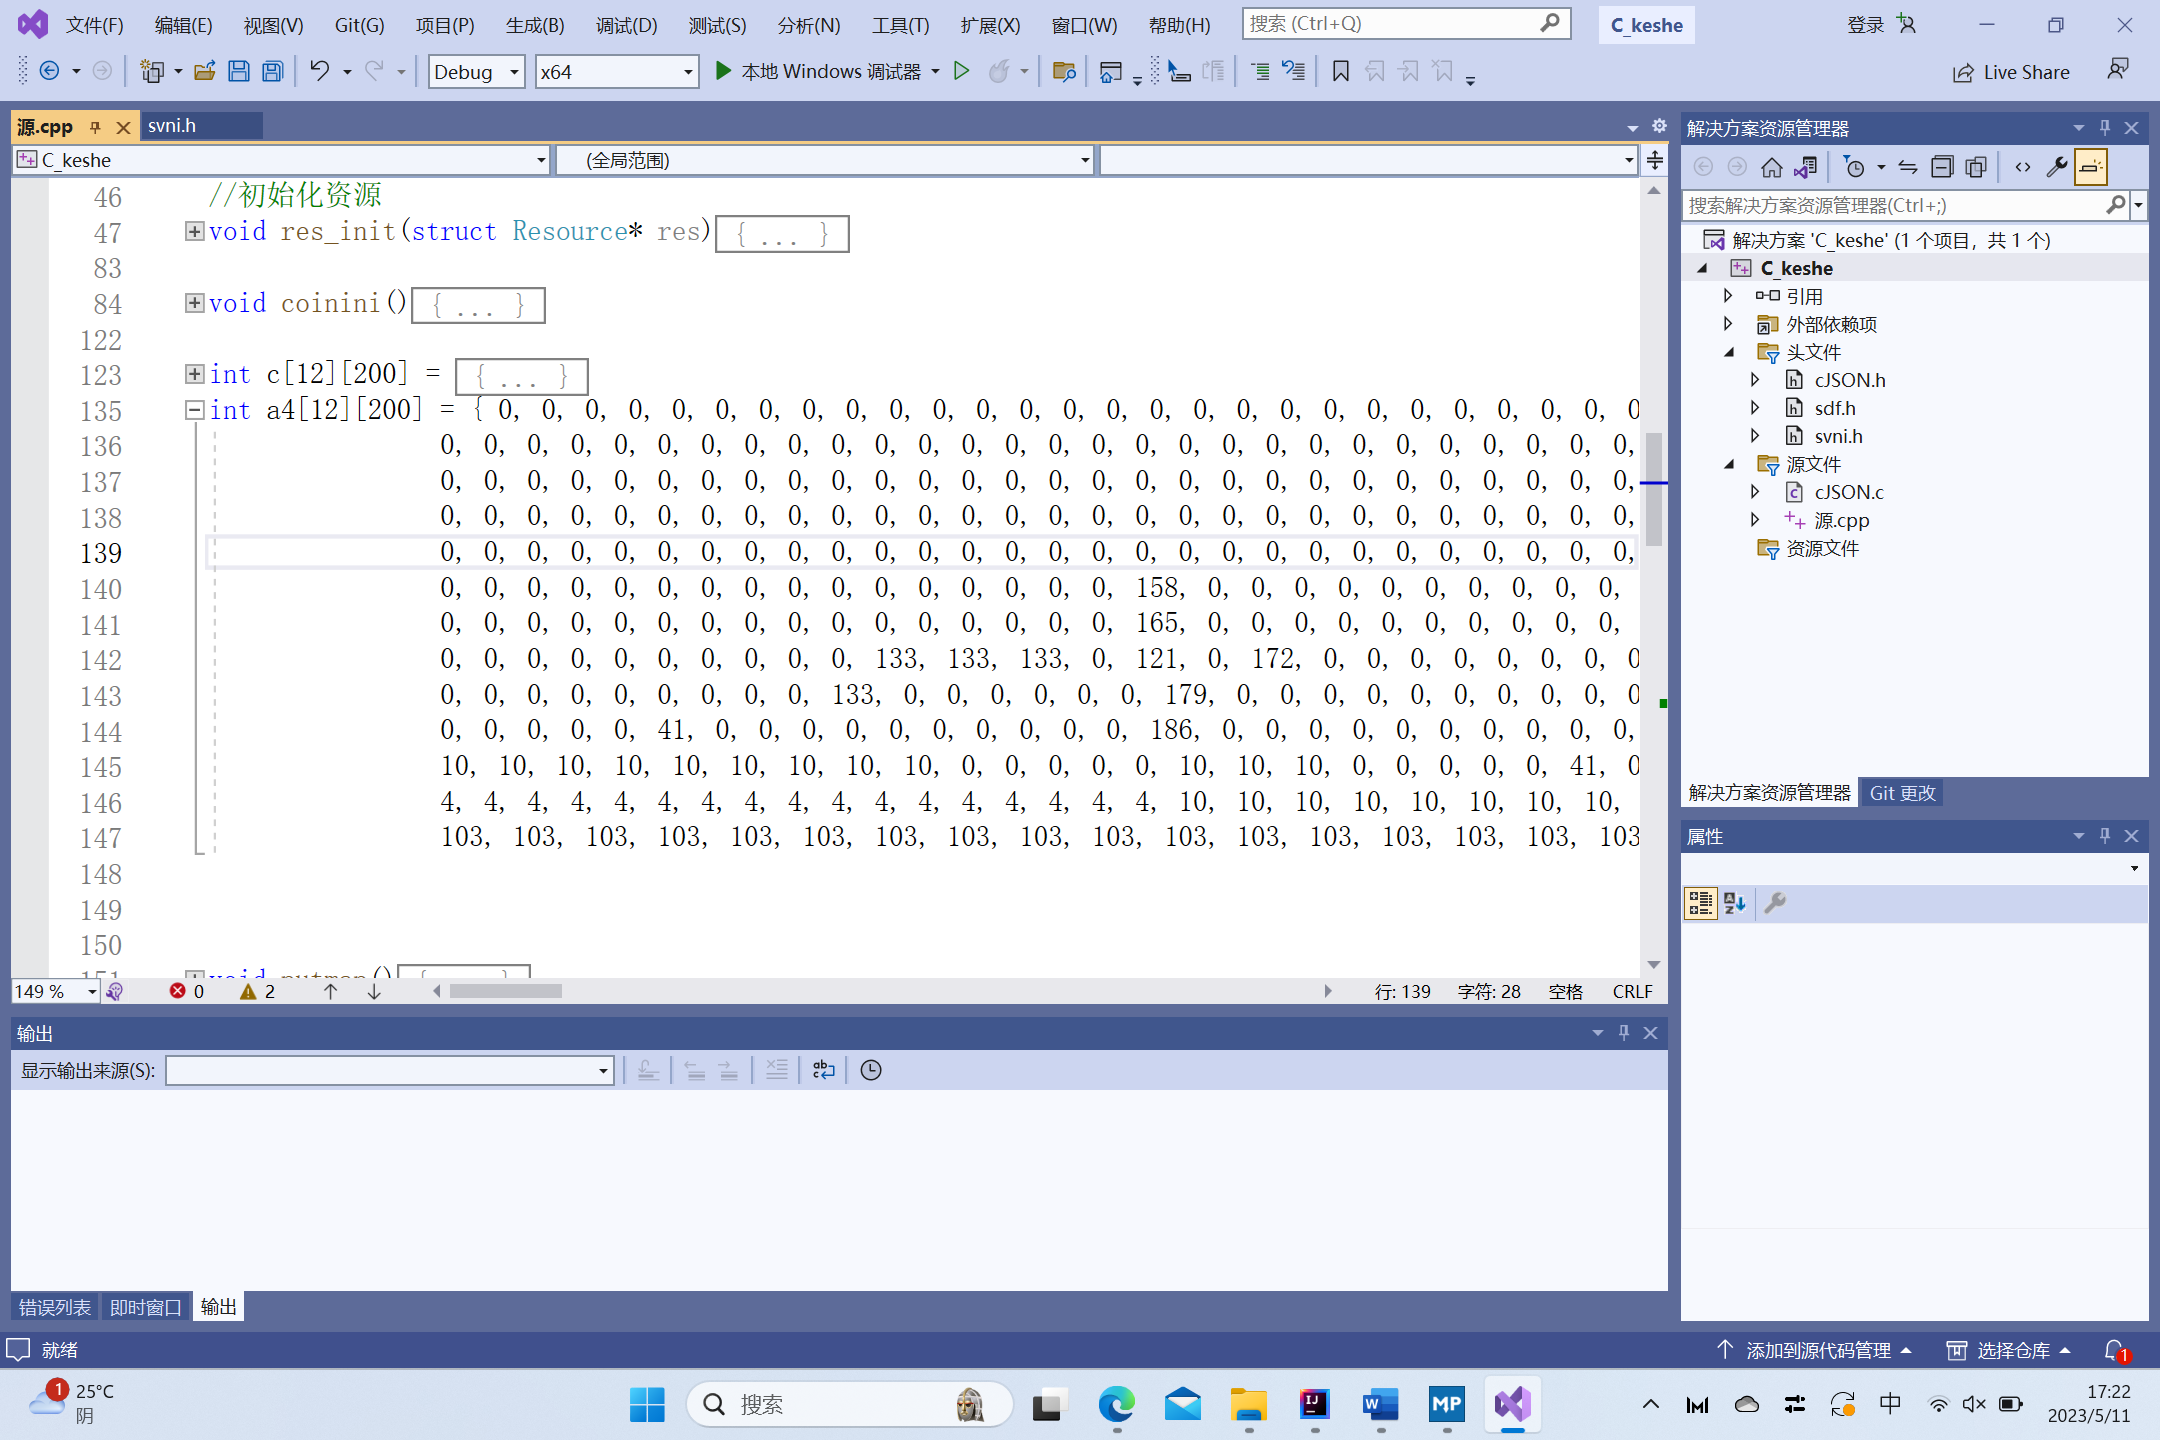 文件(F) 编辑(E) 视图(V) Git(G) 项目(P) 生成(B) 调试(D) 测试(S) 分析(N) 工具(T) 扩展(X) 窗口(W) 帮助(H) 搜索 (Ctrl+Q) C_keshe 登录
Debug x64 本地 Windows 调试器 Live Share
源.cpp svni.h
C_keshe (全局范围)
46 //初始化资源
47 void res_init(struct Resource* res){ ... }
83
84 void coinini(){ ... }
122
123 int c[12][200] = { ... }
135 int a4[12][200] = { 0, 0, 0, 0, 0, 0, 0, 0, 0, 0, 0, 0, 0, 0, 0, 0, 0, 0, 0, 0, 0, 0, 0, 0, 0, 0, 0
136 0, 0, 0, 0, 0, 0, 0, 0, 0, 0, 0, 0, 0, 0, 0, 0, 0, 0, 0, 0, 0, 0, 0, 0, 0, 0, 0, 0,
137 0, 0, 0, 0, 0, 0, 0, 0, 0, 0, 0, 0, 0, 0, 0, 0, 0, 0, 0, 0, 0, 0, 0, 0, 0, 0, 0, 0,
138 0, 0, 0, 0, 0, 0, 0, 0, 0, 0, 0, 0, 0, 0, 0, 0, 0, 0, 0, 0, 0, 0, 0, 0, 0, 0, 0, 0,
139 0, 0, 0, 0, 0, 0, 0, 0, 0, 0, 0, 0, 0, 0, 0, 0, 0, 0, 0, 0, 0, 0, 0, 0, 0, 0, 0, 0,
140 0, 0, 0, 0, 0, 0, 0, 0, 0, 0, 0, 0, 0, 0, 0, 0, 158, 0, 0, 0, 0, 0, 0, 0, 0, 0, 0,
141 0, 0, 0, 0, 0, 0, 0, 0, 0, 0, 0, 0, 0, 0, 0, 0, 165, 0, 0, 0, 0, 0, 0, 0, 0, 0, 0,
142 0, 0, 0, 0, 0, 0, 0, 0, 0, 0, 133, 133, 133, 0, 121, 0, 172, 0, 0, 0, 0, 0, 0, 0, 0
143 0, 0, 0, 0, 0, 0, 0, 0, 0, 133, 0, 0, 0, 0, 0, 0, 179, 0, 0, 0, 0, 0, 0, 0, 0, 0, 0
144 0, 0, 0, 0, 0, 41, 0, 0, 0, 0, 0, 0, 0, 0, 0, 0, 186, 0, 0, 0, 0, 0, 0, 0, 0, 0, 0,
145 10, 10, 10, 10, 10, 10, 10, 10, 10, 0, 0, 0, 0, 0, 10, 10, 10, 0, 0, 0, 0, 0, 41, 0
146 4, 4, 4, 4, 4, 4, 4, 4, 4, 4, 4, 4, 4, 4, 4, 4, 4, 10, 10, 10, 10, 10, 10, 10, 10,
147 103, 103, 103, 103, 103, 103, 103, 103, 103, 103, 103, 103, 103, 103, 103, 103, 103
148
149
150
149 % 0 2 行: 139 字符: 28 空格 CRLF
输出
显示输出来源(S):
错误列表 即时窗口 输出
解决方案资源管理器
搜索解决方案资源管理器(Ctrl+;)
解决方案 'C_keshe' (1 个项目，共 1 个)
C_keshe
引用
外部依赖项
头文件
cJSON.h
sdf.h
svni.h
源文件
cJSON.c
源.cpp
资源文件
解决方案资源管理器 Git 更改
属性
就绪 添加到源代码管理 选择仓库 1
1 25°C
阴
搜索
中
17:22
2023/5/11